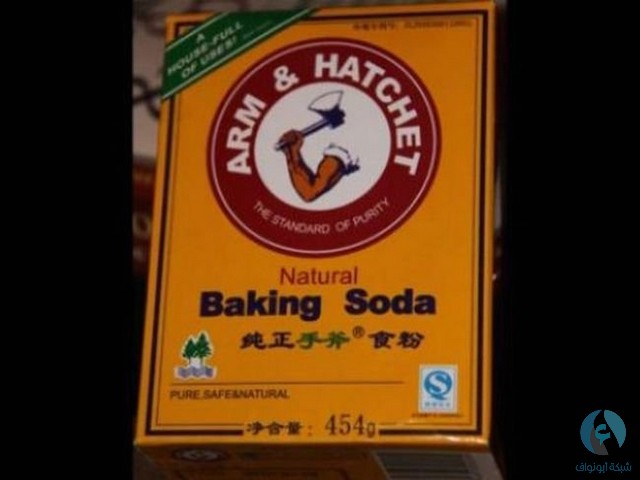 A
HOUSE-FULL
OF USES!
ARM & HATCHET
THE STANDARD OF PURITY
Natural
Baking Soda
纯正手斧®食粉
PURE,SAFE&NATURAL
净含量：454g
شبكة أبونواف